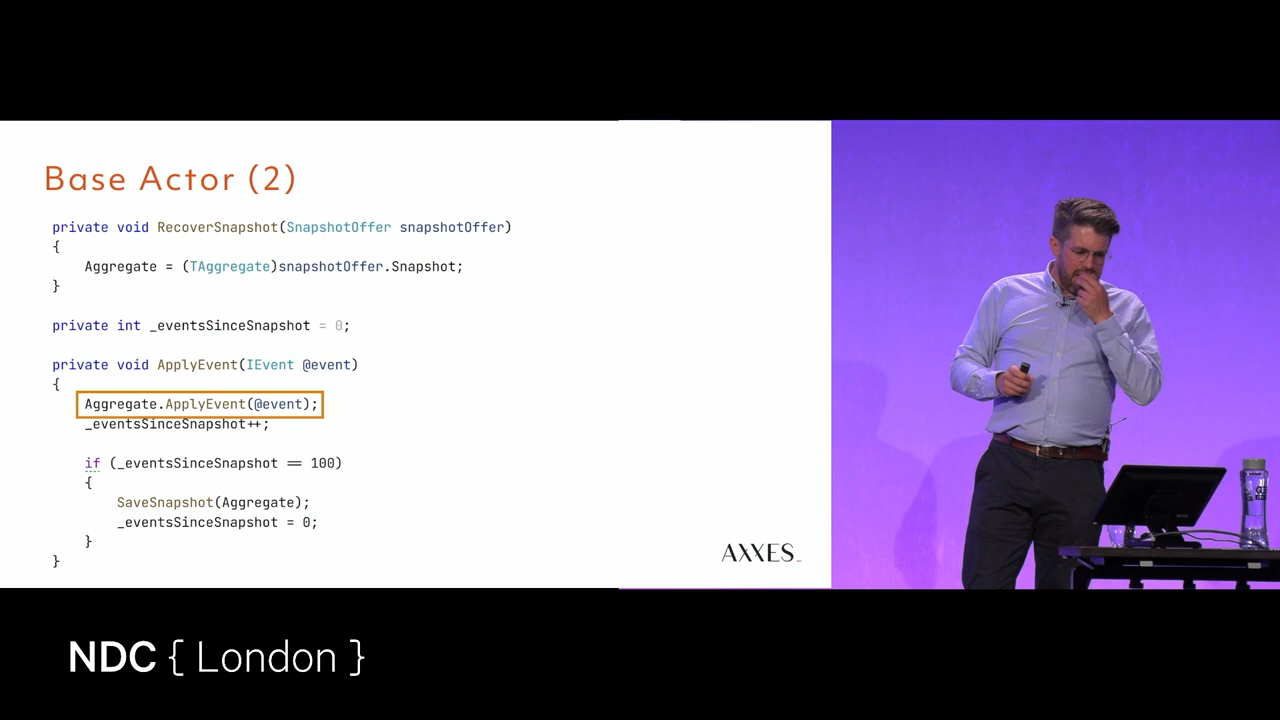 Base Actor (2)
private void RecoverSnapshot(SnapshotOffer snapshotOffer)
{
    Aggregate = (TAggregate)snapshotOffer.Snapshot;
}
private int _eventsSinceSnapshot = 0;
private void ApplyEvent(IEvent @event)
{
    Aggregate.ApplyEvent(@event);
    _eventsSinceSnapshot++;
    if (_eventsSinceSnapshot == 100)
    {
        SaveSnapshot(Aggregate);
        _eventsSinceSnapshot = 0;
    }
}
AXXES_
NDC { London }